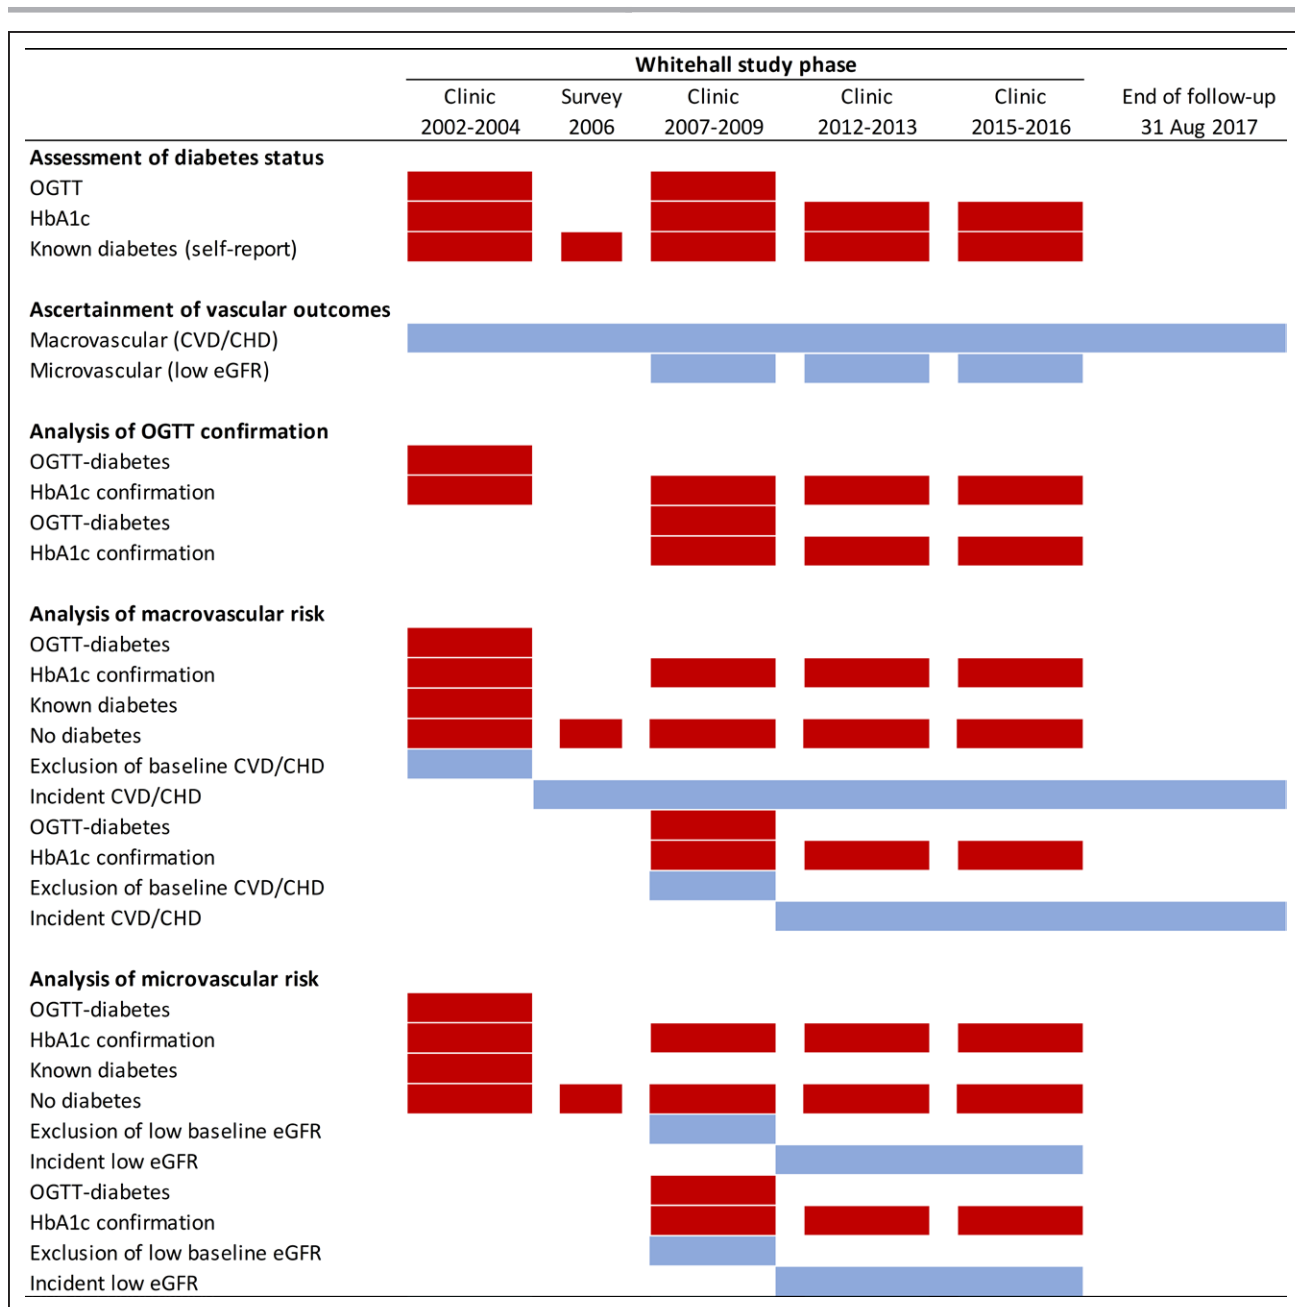 Whitehall study phase
Clinic Survey Clinic Clinic Clinic End of follow-up
2002-2004 2006 2007-2009 2012-2013 2015-2016 31 Aug 2017
Assessment of diabetes status
OGTT
HbA1c
Known diabetes (self-report)
Ascertainment of vascular outcomes
Macrovascular (CVD/CHD)
Microvascular (low eGFR)
Analysis of OGTT confirmation
OGTT-diabetes
HbA1c confirmation
OGTT-diabetes
HbA1c confirmation
Analysis of macrovascular risk
OGTT-diabetes
HbA1c confirmation
Known diabetes
No diabetes
Exclusion of baseline CVD/CHD
Incident CVD/CHD
OGTT-diabetes
HbA1c confirmation
Exclusion of baseline CVD/CHD
Incident CVD/CHD
Analysis of microvascular risk
OGTT-diabetes
HbA1c confirmation
Known diabetes
No diabetes
Exclusion of low baseline eGFR
Incident low eGFR
OGTT-diabetes
HbA1c confirmation
Exclusion of low baseline eGFR
Incident low eGFR